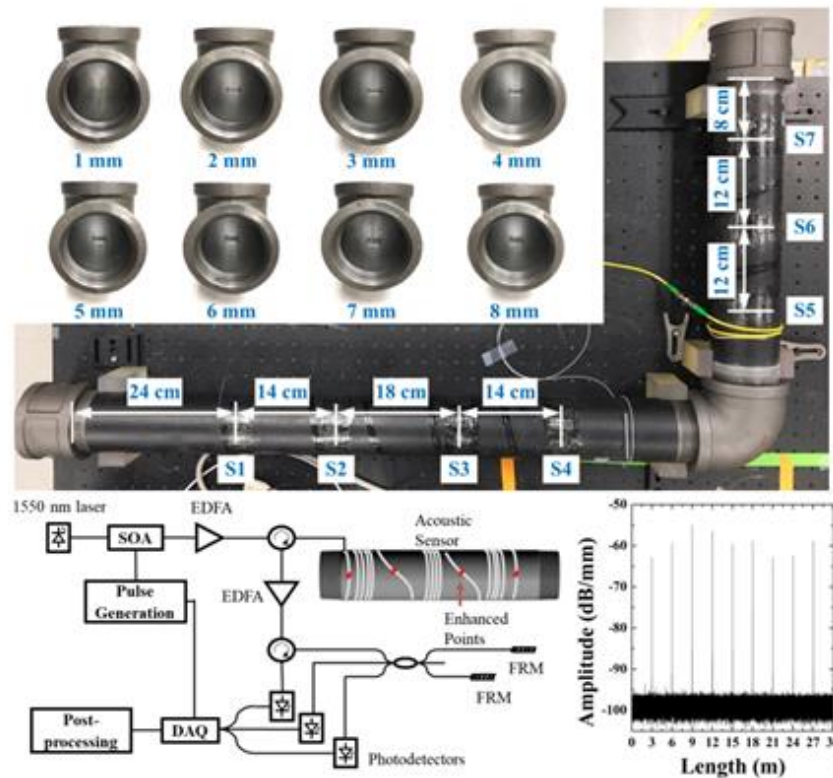 1 mm
2 mm
3 mm
4 mm
5 mm
6 mm
7 mm
8 mm
8 cm
S7
12 cm
S6
12 cm
S5
24 cm
14 cm
18 cm
14 cm
S1
S2
S3
S4
1550 nm laser
EDFA
SOA
Pulse
Generation
EDFA
Acoustic
Sensor
Enhanced
Points
FRM
FRM
Post-
processing
DAQ
Photodetectors
Amplitude (dB/mm)
-50
-60
-70
-80
-90
-100
0 3 6 9 12 15 18 21 24 27
Length (m)